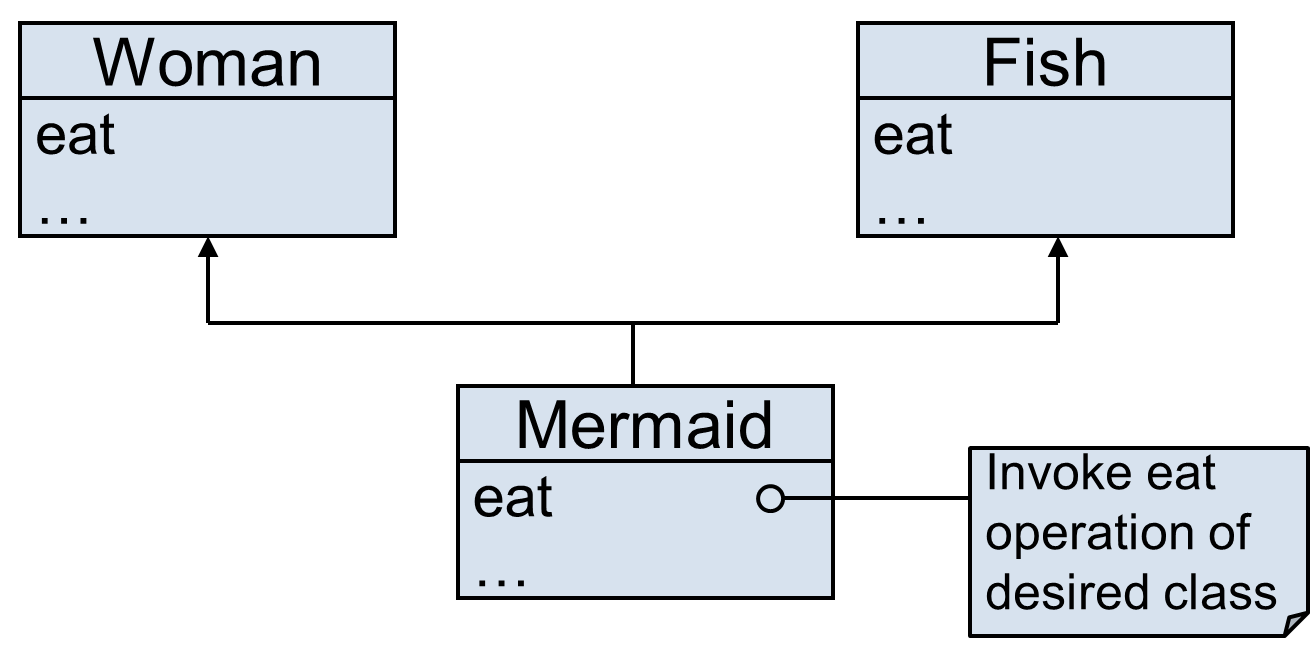 Woman
eat
…
Fish
eat
…
Mermaid
eat
…
Invoke eat
operation of
desired class